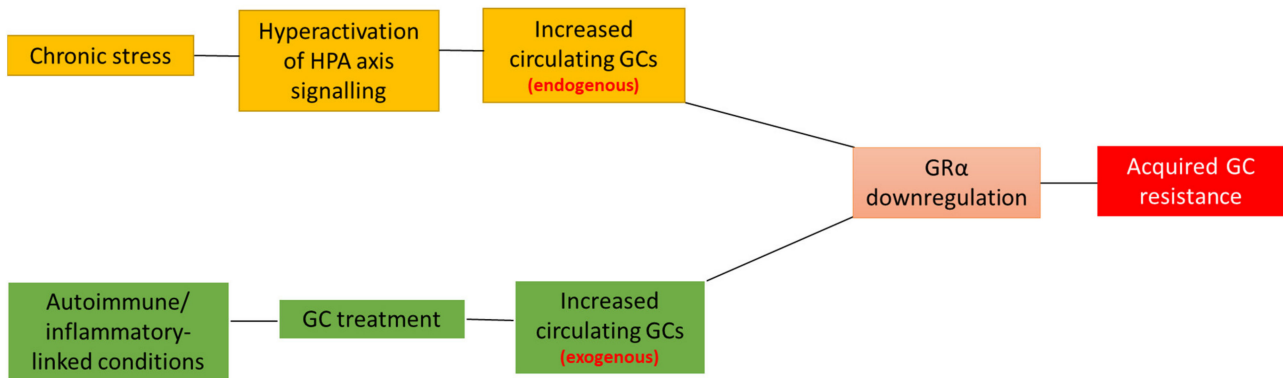 Chronic stress
Hyperactivation
of HPA axis
signalling
Increased
circulating GCs
(endogenous)
GRα
downregulation
Acquired GC
resistance
Autoimmune/
inflammatory-
linked conditions
GC treatment
Increased
circulating GCs
(exogenous)